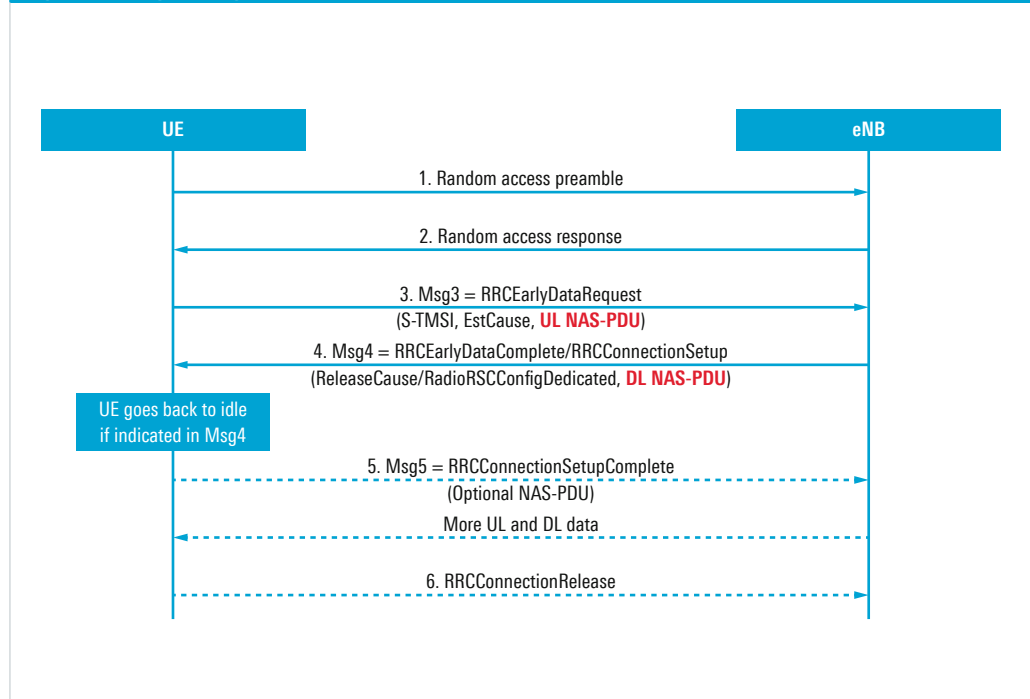 UE
eNB
1. Random access preamble
2. Random access response
3. Msg3 = RRCEarlyDataRequest
(S-TMSI, EstCause, UL NAS-PDU)
4. Msg4 = RRCEarlyDataComplete/RRCConnectionSetup
(ReleaseCause/RadioRSCConfigDedicated, DL NAS-PDU)
UE goes back to idle
if indicated in Msg4
5. Msg5 = RRCConnectionSetupComplete
(Optional NAS-PDU)
More UL and DL data
6. RRCConnectionRelease